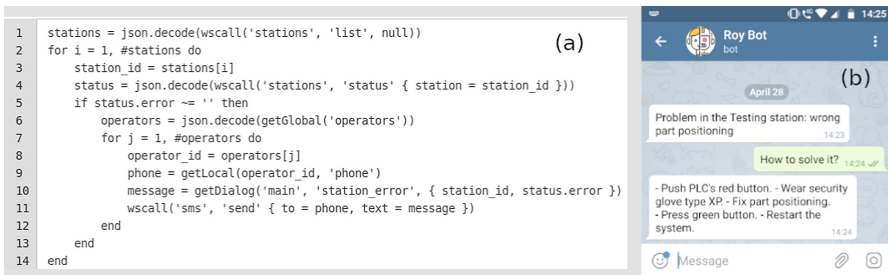 1 stations = json.decode(wscall('stations', 'list', null))
2 for i = 1, #stations do
3 station_id = stations[i]
4 status = json.decode(wscall('stations', 'status' { station = station_id }))
5 if status.error ~= '' then
6 operators = json.decode(getGlobal('operators'))
7 for j = 1, #operators do
8 operator_id = operators[j]
9 phone = getLocal(operator_id, 'phone')
10 message = getDialog('main', 'station_error', { station_id, status.error })
11 wscall('sms', 'send' { to = phone, text = message })
12 end
13 end
14 end
(a)
14:25
Roy Bot
bot
(b)
April 28
Problem in the Testing station: wrong
part positioning
14:23
How to solve it? 14:24
- Push PLC's red button. - Wear security
glove type XP. - Fix part positioning.
- Press green button. - Restart the
system.
14:24
Message